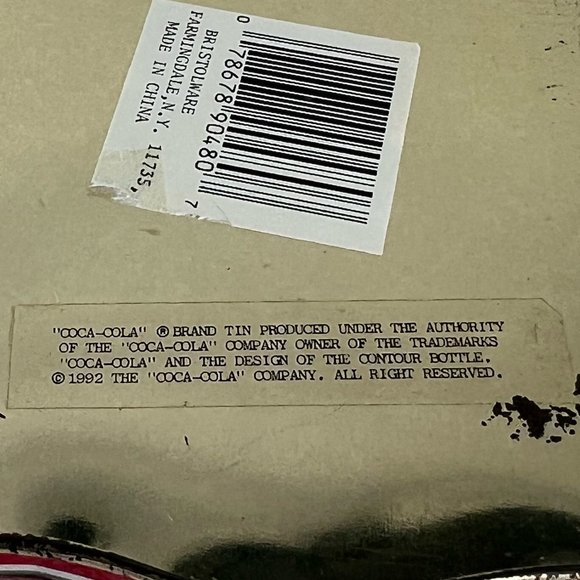 BRISTOLWARE
FARMINGDALE, N.Y. 11735,
MADE IN CHINA
0 78678 90480 7
"COCA-COLA" ® BRAND TIN PRODUCED UNDER THE AUTHORITY
OF THE "COCA-COLA" COMPANY OWNER OF THE TRADEMARKS
"COCA-COLA" AND THE DESIGN OF THE CONTOUR BOTTLE.
© 1992 THE "COCA-COLA" COMPANY. ALL RIGHT RESERVED.